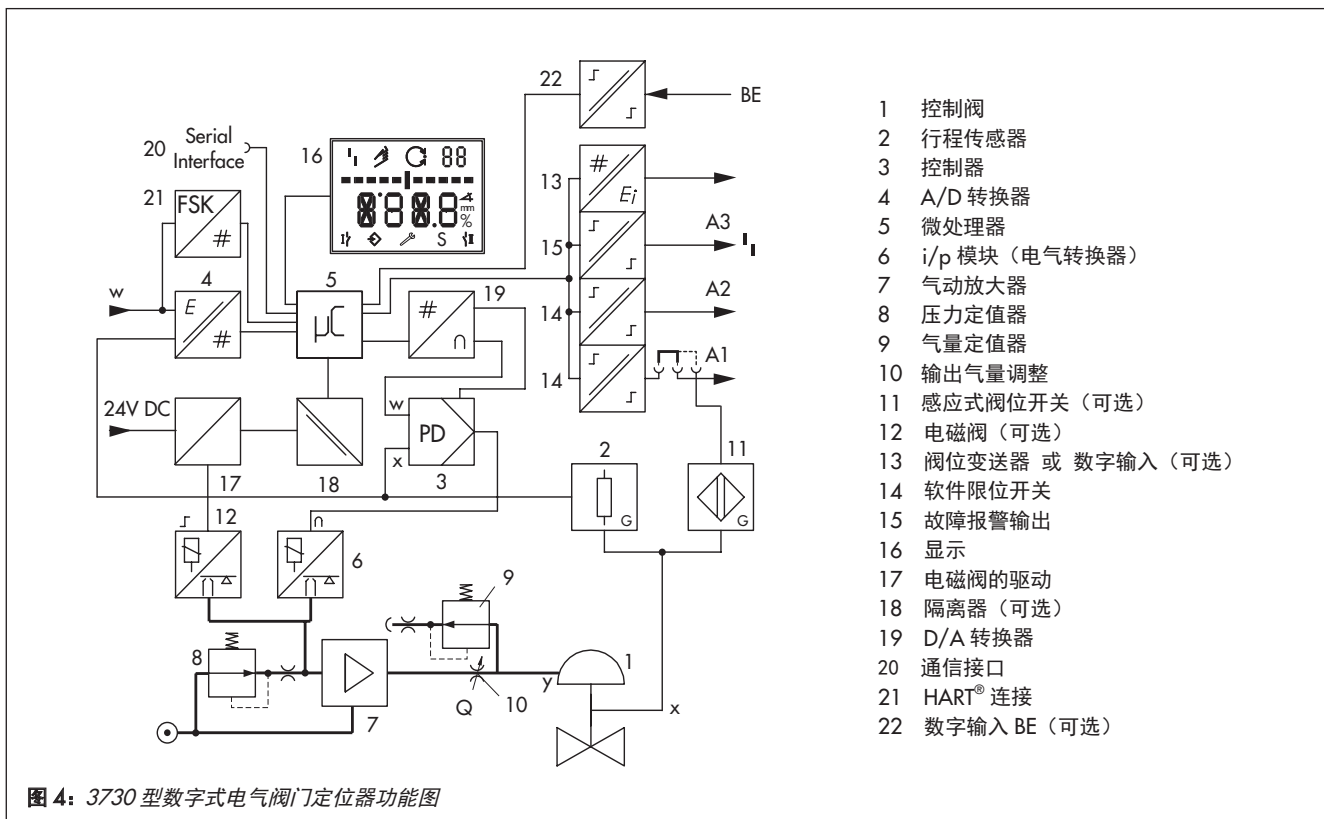 22
BE
Serial
20
Interface
16
88
8.8
mm
%
S
13
#
Ei
A3
15
A2
14
A1
14
21
FSK
#
w
4
E
#
5
µC
19
#
∩
24V DC
w
PD
x
3
2
G
11
G
17
18
12
∩
6
9
8
7
Q
10
y
1
x
1 控制阀
2 行程传感器
3 控制器
4 A/D 转换器
5 微处理器
6 i/p 模块（电气转换器）
7 气动放大器
8 压力定值器
9 气量定值器
10 输出气量调整
11 感应式阀位开关（可选）
12 电磁阀（可选）
13 阀位变送器 或 数字输入（可选）
14 软件限位开关
15 故障报警输出
16 显示
17 电磁阀的驱动
18 隔离器（可选）
19 D/A 转换器
20 通信接口
21 HART® 连接
22 数字输入 BE（可选）
图 4: 3730 型数字式电气阀门定位器功能图